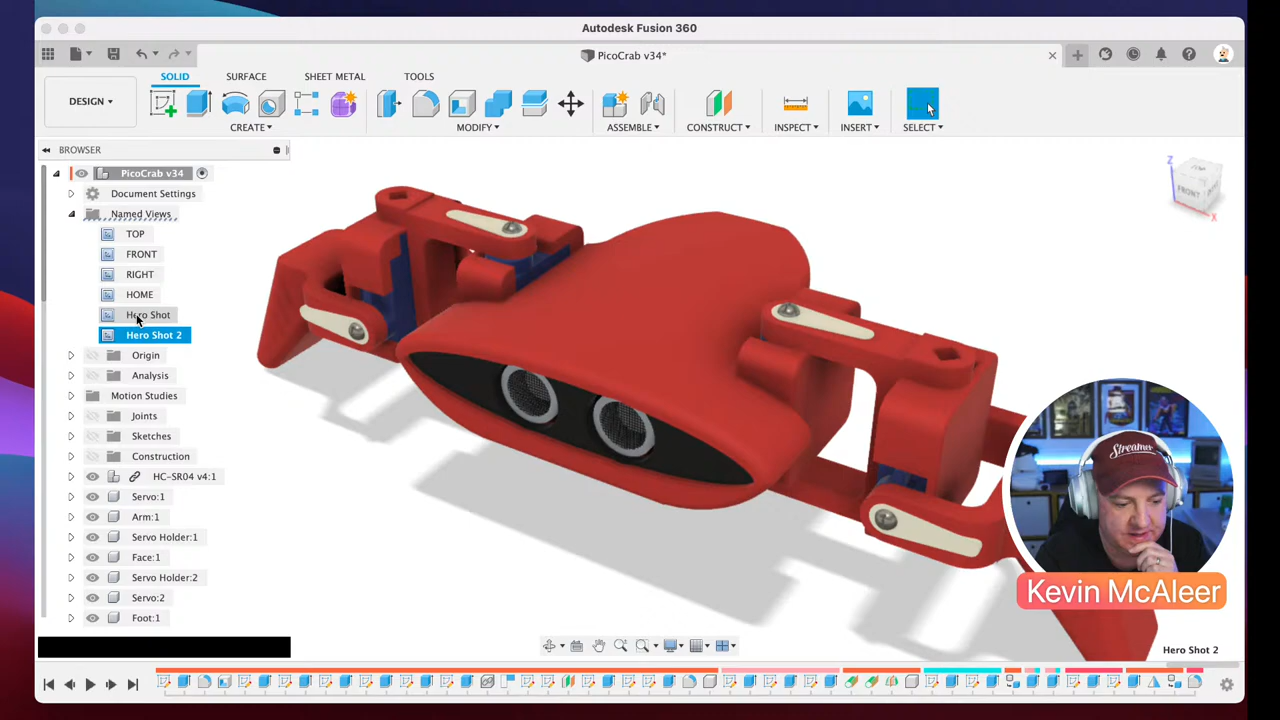 Autodesk Fusion 360
PicoCrab v34*
SOLID SURFACE SHEET METAL TOOLS
DESIGN
CREATE MODIFY ASSEMBLE CONSTRUCT INSPECT INSERT SELECT
BROWSER
PicoCrab v34
Document Settings
Named Views
TOP
FRONT
RIGHT
HOME
Hero Shot
Hero Shot 2
Origin
Analysis
Motion Studies
Joints
Sketches
Construction
HC-SR04 v4:1
Servo:1
Arm:1
Servo Holder:1
Face:1
Servo Holder:2
Servo:2
Foot:1
Z
FRONT
X
Streamer
Kevin McAleer
Hero Shot 2